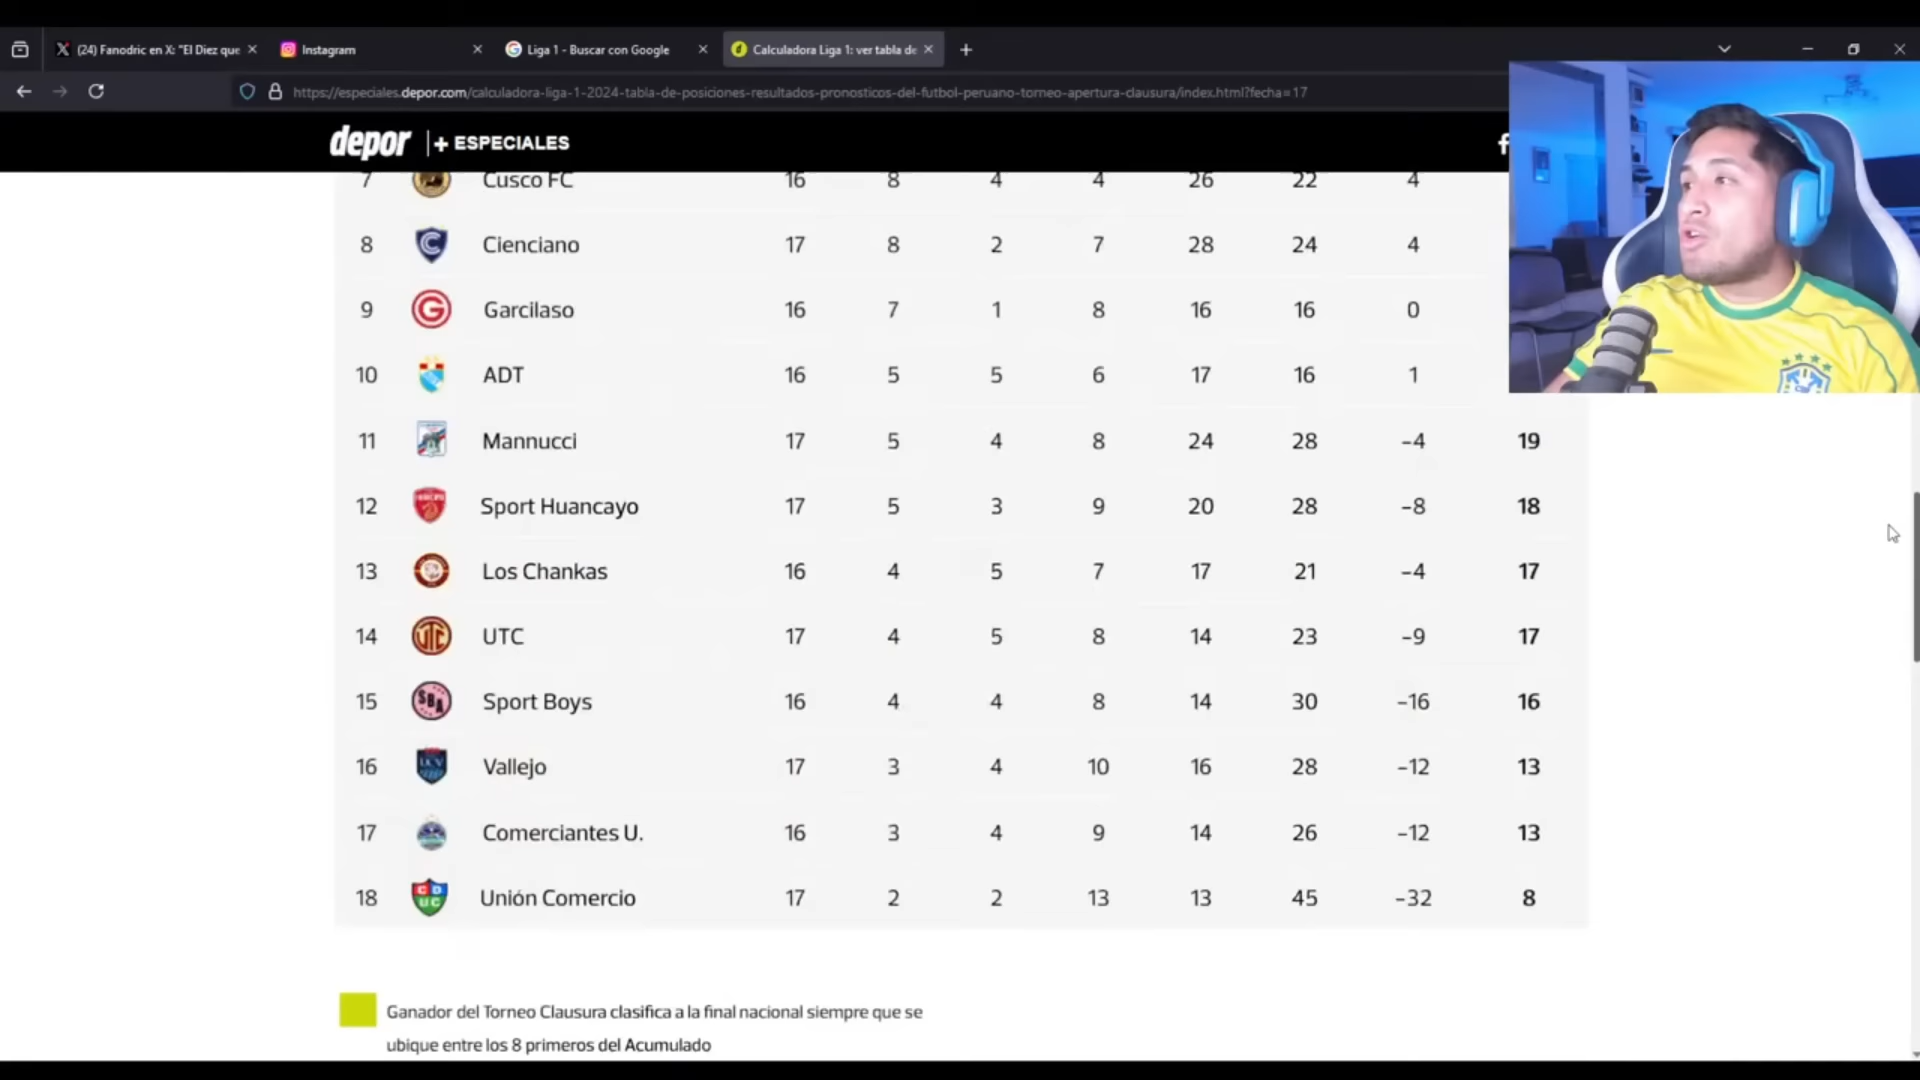 (24) Fanodric en X: "El Diez que
Instagram
Liga 1 - Buscar con Google
Calculadora Liga 1: ver tabla de
https://especiales.depor.com/calculadora-liga-1-2024-tabla-de-posiciones-resultados-pronosticos-del-futbol-peruano-torneo-apertura-clausura/index.html?fecha=17
depor + ESPECIALES
7 Cusco FC 16 8 4 4 26 22 4
8 Cienciano 17 8 2 7 28 24 4
9 Garcilaso 16 7 1 8 16 16 0
10 ADT 16 5 5 6 17 16 1
11 Mannucci 17 5 4 8 24 28 -4 19
12 Sport Huancayo 17 5 3 9 20 28 -8 18
13 Los Chankas 16 4 5 7 17 21 -4 17
14 UTC 17 4 5 8 14 23 -9 17
15 Sport Boys 16 4 4 8 14 30 -16 16
16 Vallejo 17 3 4 10 16 28 -12 13
17 Comerciantes U. 16 3 4 9 14 26 -12 13
18 Unión Comercio 17 2 2 13 13 45 -32 8
Ganador del Torneo Clausura clasifica a la final nacional siempre que se
ubique entre los 8 primeros del Acumulado